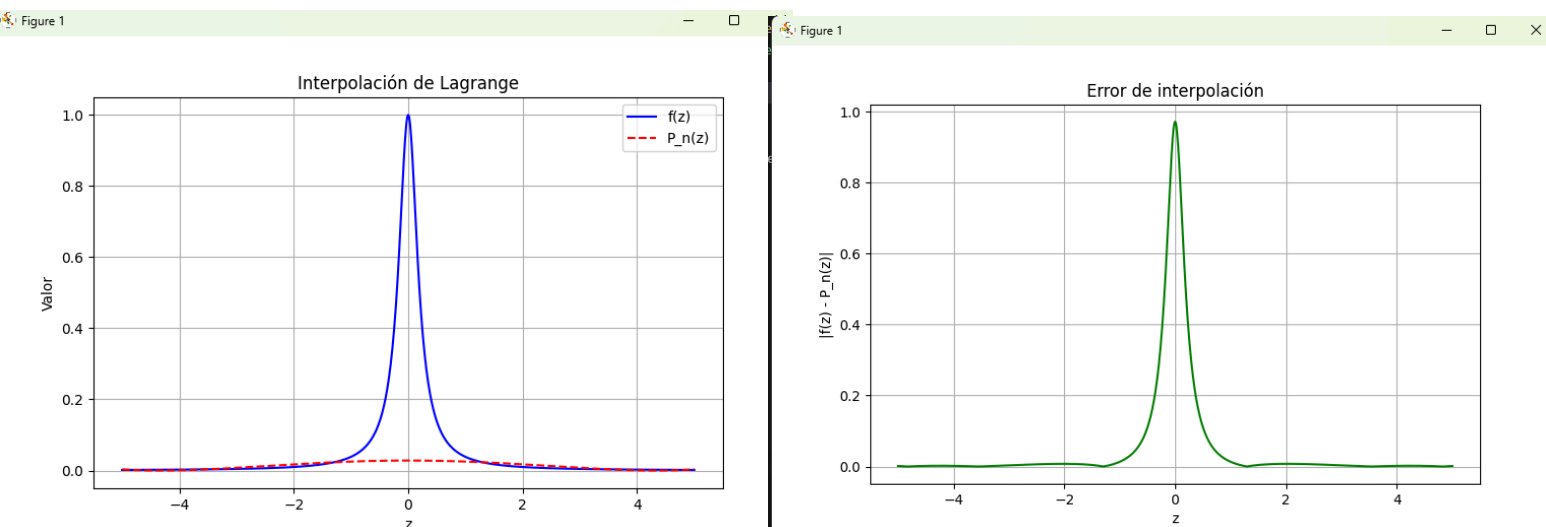 Figure 1
Interpolación de Lagrange
f(z)
P_n(z)
Valor
1.0
0.8
0.6
0.4
0.2
0.0
−4 −2 0 2 4
z
Figure 1
Error de interpolación
|f(z) - P_n(z)|
1.0
0.8
0.6
0.4
0.2
0.0
−4 −2 0 2 4
z